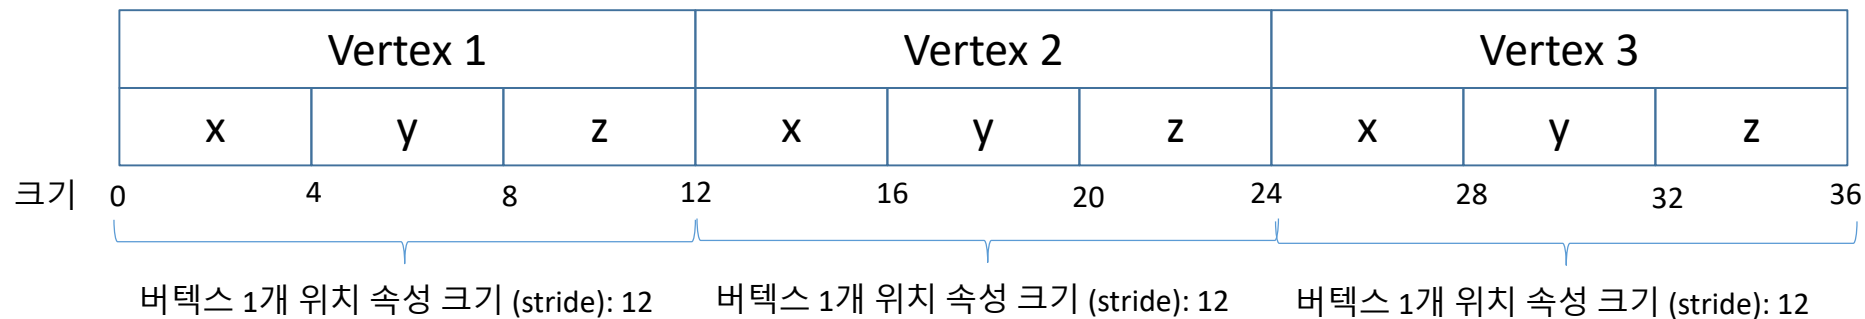 Vertex 1 Vertex 2 Vertex 3
x y z x y z x y z
크기 0 4 8 12 16 20 24 28 32 36
버텍스 1개 위치 속성 크기 (stride): 12 버텍스 1개 위치 속성 크기 (stride): 12 버텍스 1개 위치 속성 크기 (stride): 12